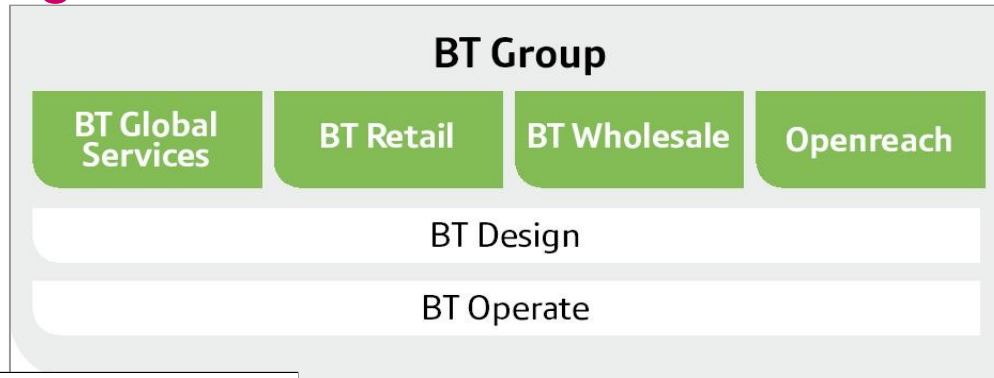 BT Group
BT Global
Services
BT Retail
BT Wholesale
Openreach
BT Design
BT Operate